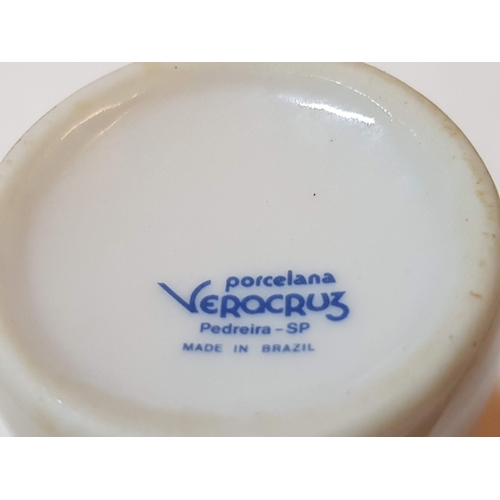 porcelana
VERACRUZ
Pedreira-SP
MADE IN BRAZIL